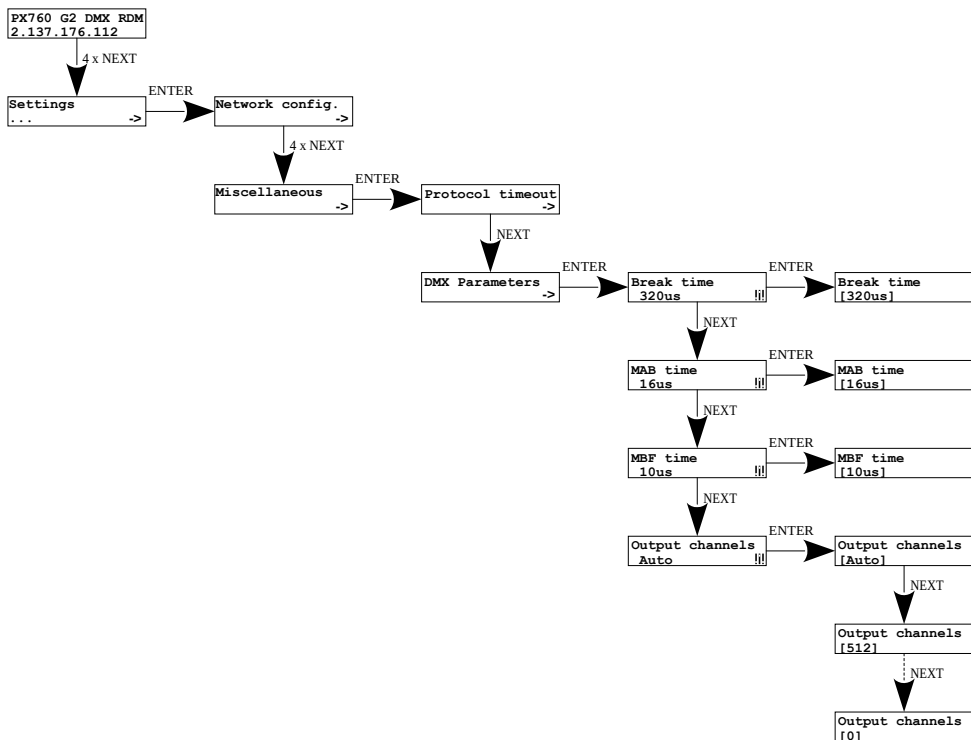 PX760 G2 DMX RDM
2.137.176.112
4 x NEXT
Settings
... ->
ENTER
Network config.
->
4 x NEXT
Miscellaneous
->
ENTER
Protocol timeout
->
NEXT
DMX Parameters
->
ENTER
Break time
320us !i!
ENTER
Break time
[320us]
NEXT
MAB time
16us !i!
ENTER
MAB time
[16us]
NEXT
MBF time
10us !i!
ENTER
MBF time
[10us]
NEXT
Output channels
Auto !i!
ENTER
Output channels
[Auto]
NEXT
Output channels
[512]
NEXT
Output channels
[0]